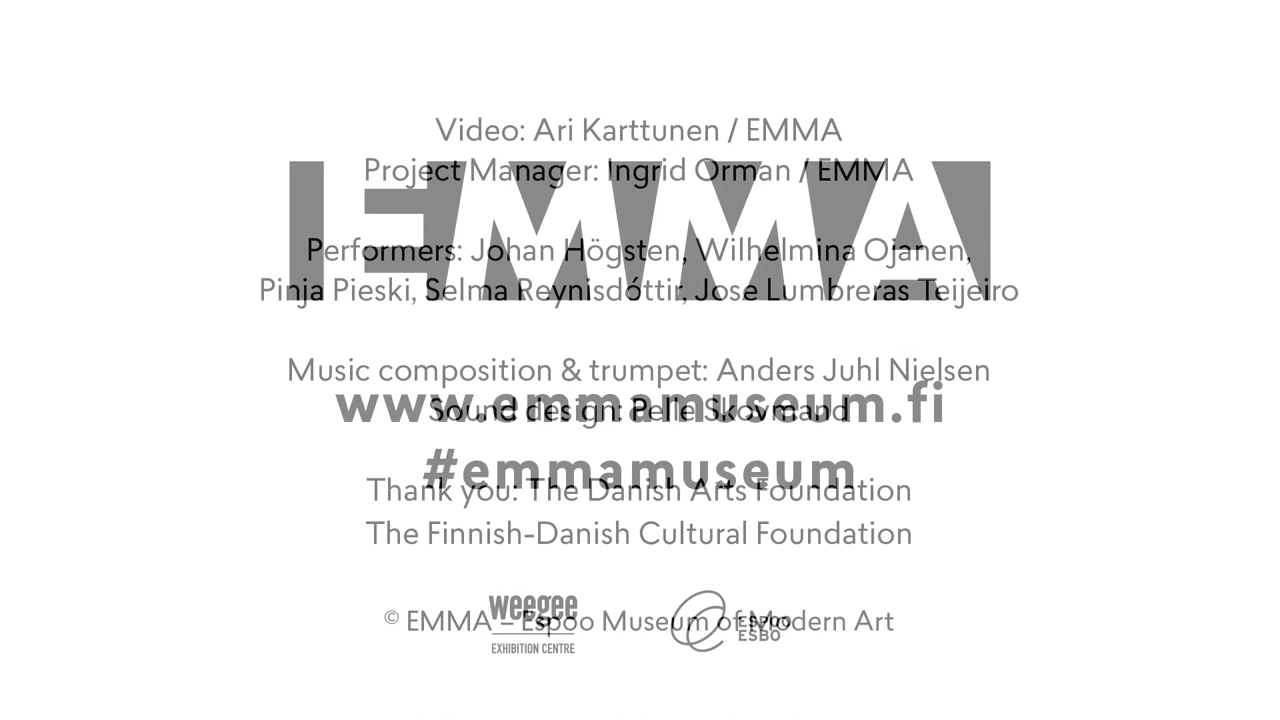 Video: Ari Karttunen / EMMA
Project Manager: Ingrid Orman / EMMA
EMMA
Performers: Johan Högsten, Wilhelmina Ojanen,
Pinja Pieski, Selma Reynisdóttir, Jose Lumbreras Teijeiro
Music composition & trumpet: Anders Juhl Nielsen
www.emmamuseum.fi
Sound design: Pelle Skovmand
#emmamuseum
Thank you: The Danish Arts Foundation
The Finnish-Danish Cultural Foundation
© EMMA – Espoo Museum of Modern Art
weegee
EXHIBITION CENTRE
ESPOO
ESBO